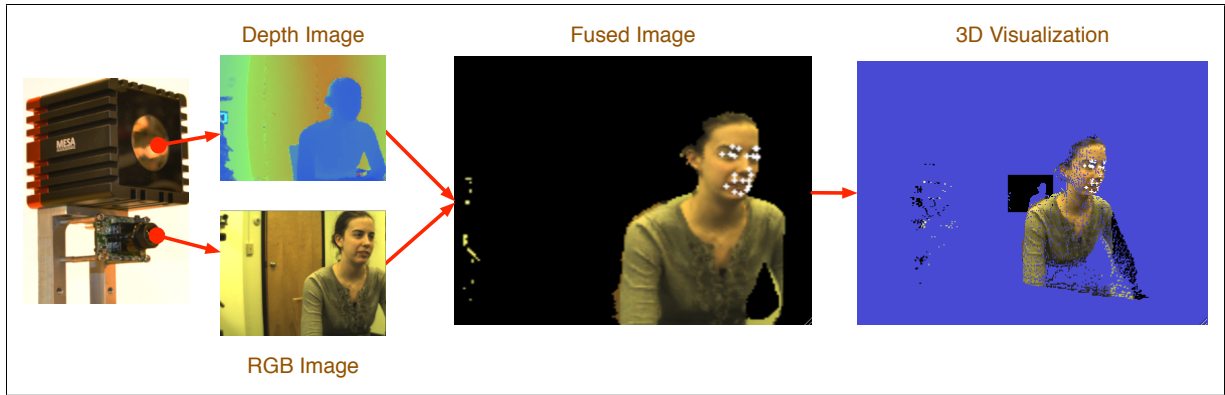 Depth Image
Fused Image
3D Visualization
MESA
RGB Image